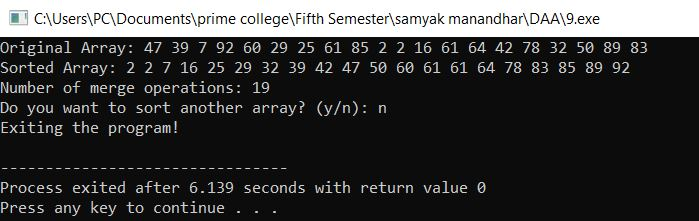 C:\Users\PC\Documents\prime college\Fifth Semester\samyak manandhar\DAA\9.exe
Original Array: 47 39 7 92 60 29 25 61 85 2 2 16 61 64 42 78 32 50 89 83
Sorted Array: 2 2 7 16 25 29 32 39 42 47 50 60 61 61 64 78 83 85 89 92
Number of merge operations: 19
Do you want to sort another array? (y/n): n
Exiting the program!
--------------------------------
Process exited after 6.139 seconds with return value 0
Press any key to continue . . .